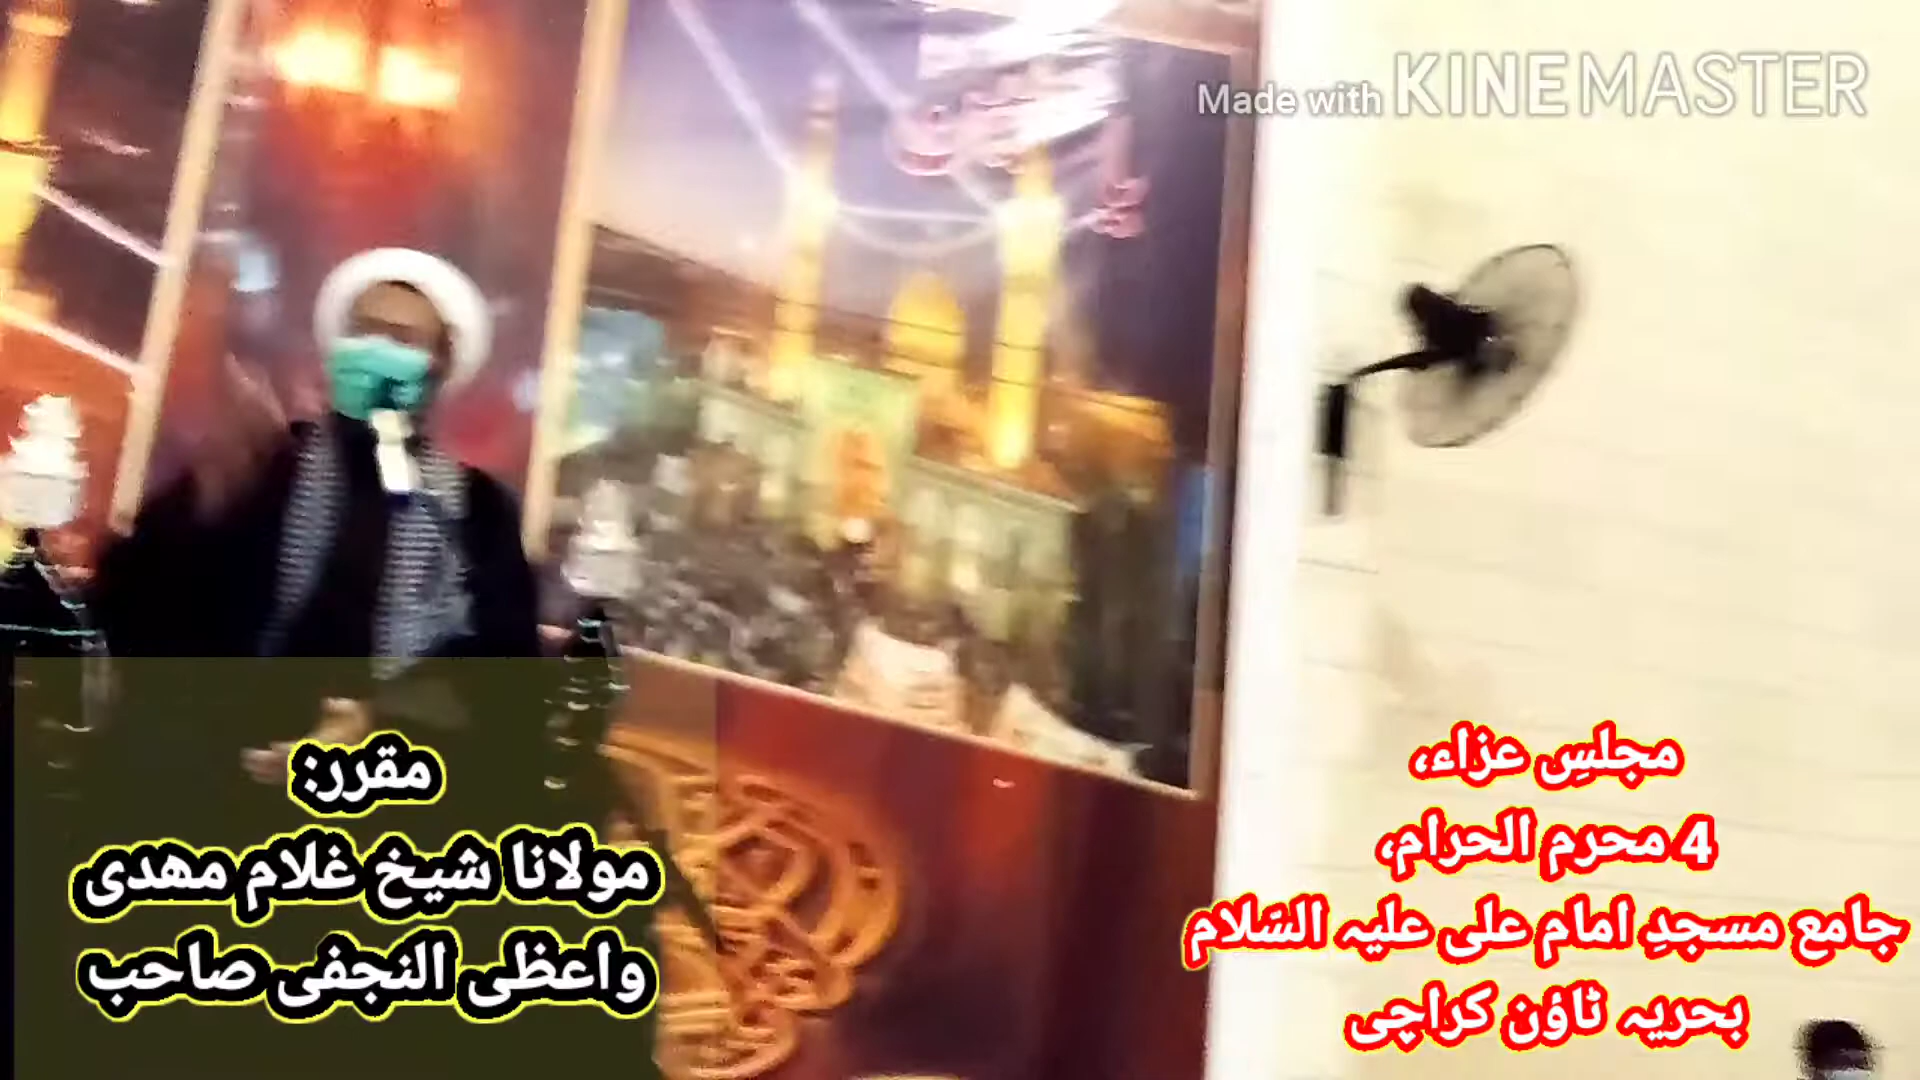 Made with KINEMASTER
مقرر:
مولانا شیخ غلام مھدی
واعظی النجفی صاحب
مجلسِ عزاء،
4 محرم الحرام،
جامع مسجدِ امام علی علیہ السّلام
بحریہ ٹاؤن کراچی